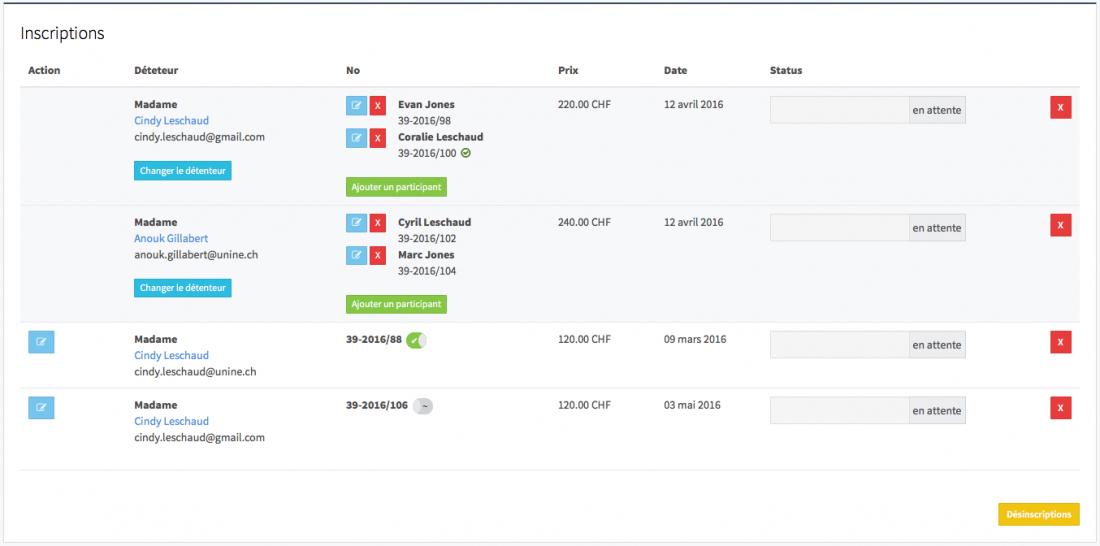 Inscriptions
Action Déteteur No Prix Date Status
Madame
Cindy Leschaud
cindy.leschaud@gmail.com
Changer le détenteur
X Evan Jones
39-2016/98
X Coralie Leschaud
39-2016/100
Ajouter un participant
220.00 CHF
12 avril 2016
en attente
X
Madame
Anouk Gillabert
anouk.gillabert@unine.ch
Changer le détenteur
X Cyril Leschaud
39-2016/102
X Marc Jones
39-2016/104
Ajouter un participant
240.00 CHF
12 avril 2016
en attente
X
Madame
Cindy Leschaud
cindy.leschaud@unine.ch
39-2016/88
120.00 CHF
09 mars 2016
en attente
X
Madame
Cindy Leschaud
cindy.leschaud@gmail.com
39-2016/106 ~
120.00 CHF
03 mai 2016
en attente
X
Désinscriptions